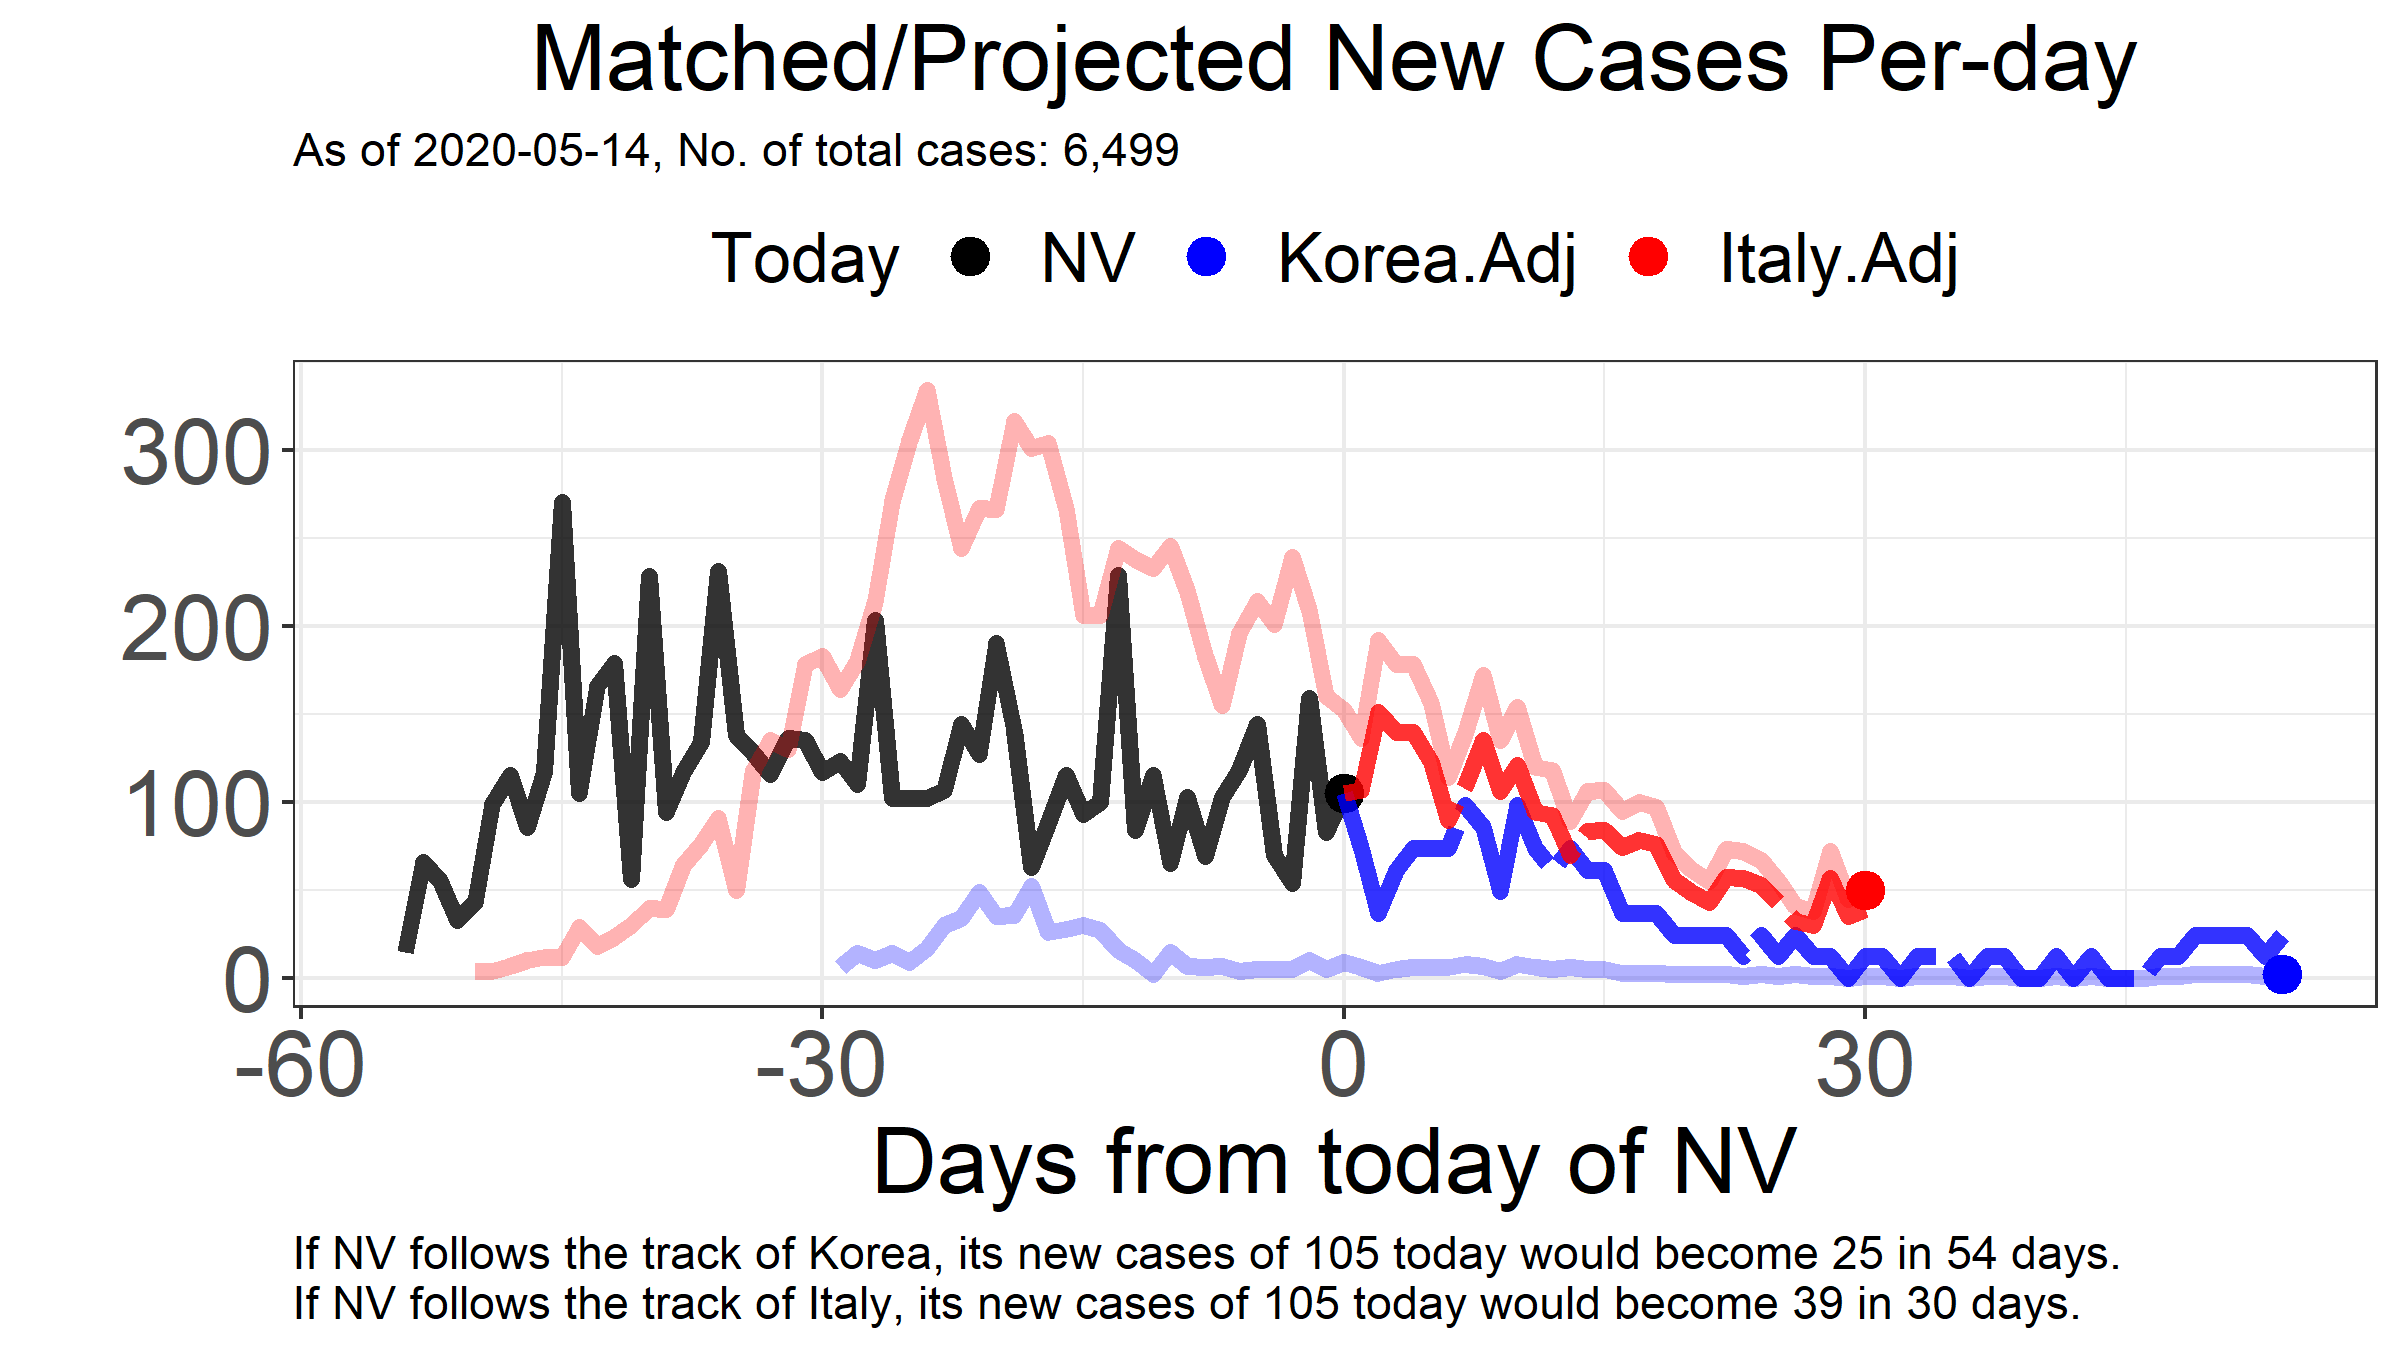 Matched/Projected New Cases Per-day
As of 2020-05-14, No. of total cases: 6,499
Today NV Korea.Adj Italy.Adj
300
200
100
0
-60 -30 0 30
Days from today of NV
If NV follows the track of Korea, its new cases of 105 today would become 25 in 54 days.
If NV follows the track of Italy, its new cases of 105 today would become 39 in 30 days.